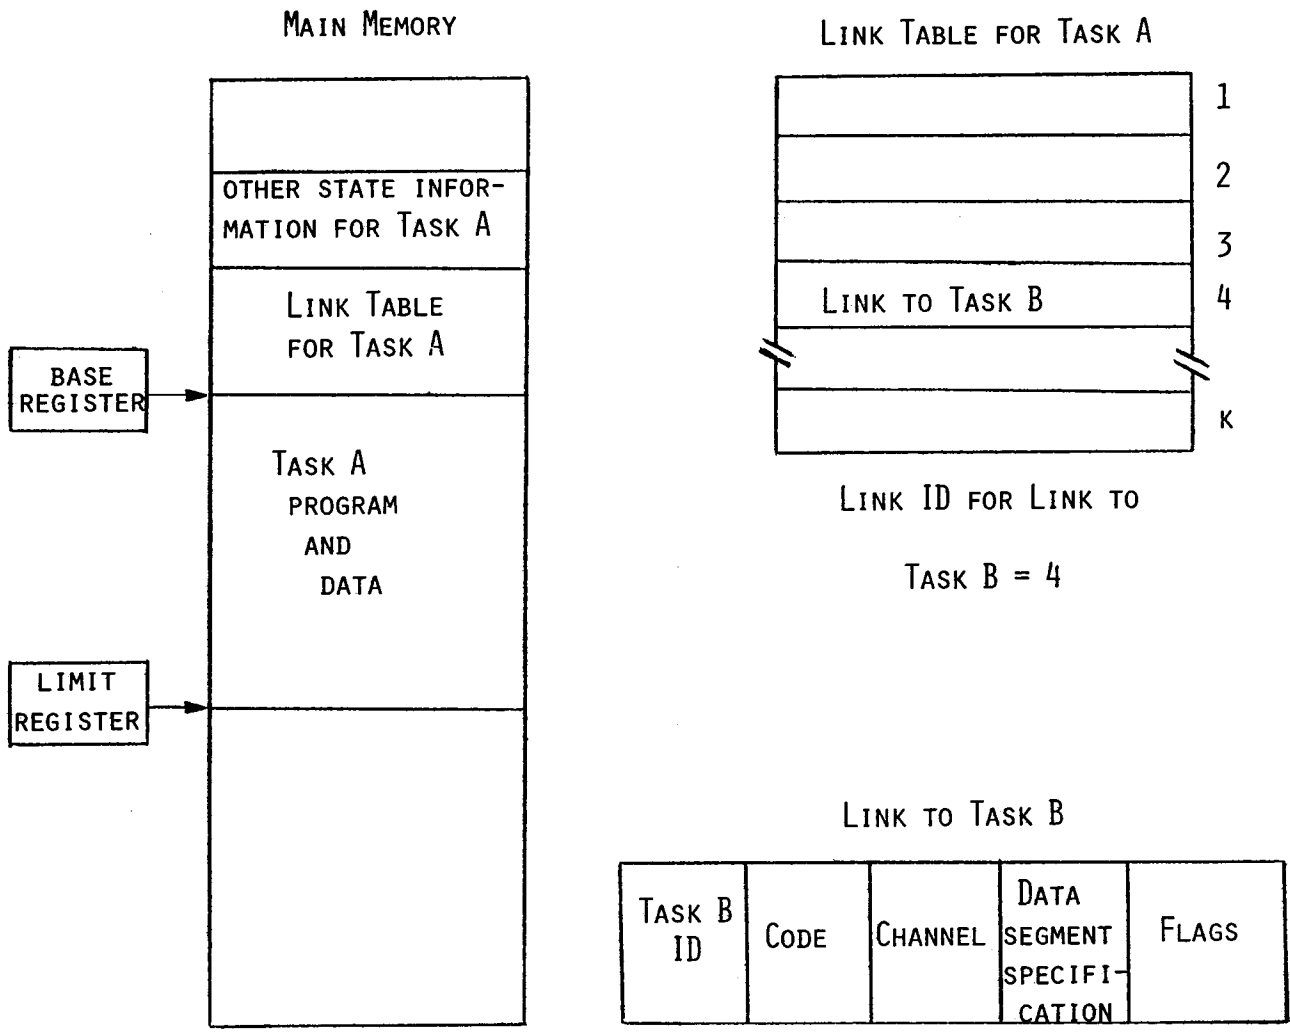 MAIN MEMORY
OTHER STATE INFOR-
MATION FOR TASK A
LINK TABLE
FOR TASK A
BASE
REGISTER
TASK A
PROGRAM
AND
DATA
LIMIT
REGISTER
LINK TABLE FOR TASK A
1
2
3
LINK TO TASK B 4
K
LINK ID FOR LINK TO
TASK B = 4
LINK TO TASK B
TASK B
ID
CODE
CHANNEL
DATA
SEGMENT
SPECIFI-
CATION
FLAGS